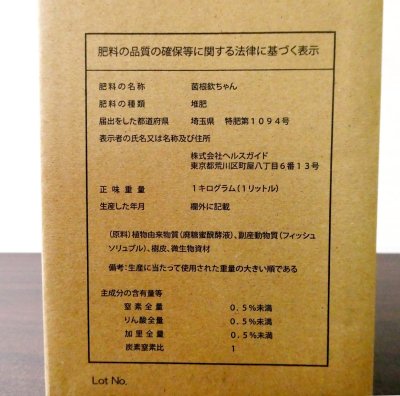 肥料の品質の確保等に関する法律に基づく表示
肥料の名称 菌根欽ちゃん
肥料の種類 堆肥
届出をした都道府県 埼玉県 特肥第1094号
表示者の氏名又は名称及び住所
株式会社ヘルスガイド
東京都荒川区町屋八丁目6番13号
正味重量 1キログラム(1リットル)
生産した年月 欄外に記載
(原料)植物由来物質(廃糖蜜醗酵液)、副産動物質(フィッシュ
ソリュブル)、樹皮、微生物資材
備考:生産に当たって使用された重量の大きい順である
主成分の含有量等
窒素全量 0.5%未満
りん酸全量 0.5%未満
加里全量 0.5%未満
炭素窒素比 1
Lot No.